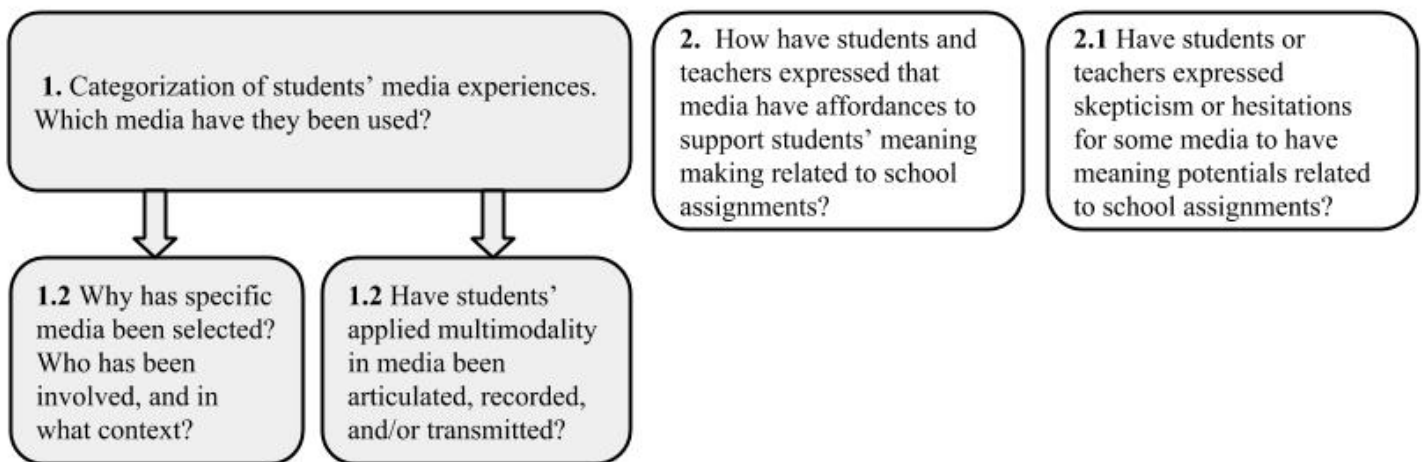 1. Categorization of students’ media experiences.
Which media have they been used?
2. How have students and
teachers expressed that
media have affordances to
support students’ meaning
making related to school
assignments?
2.1 Have students or
teachers expressed
skepticism or hesitations
for some media to have
meaning potentials related
to school assignments?
1.2 Why has specific
media been selected?
Who has been
involved, and in
what context?
1.2 Have students’
applied multimodality
in media been
articulated, recorded,
and/or transmitted?